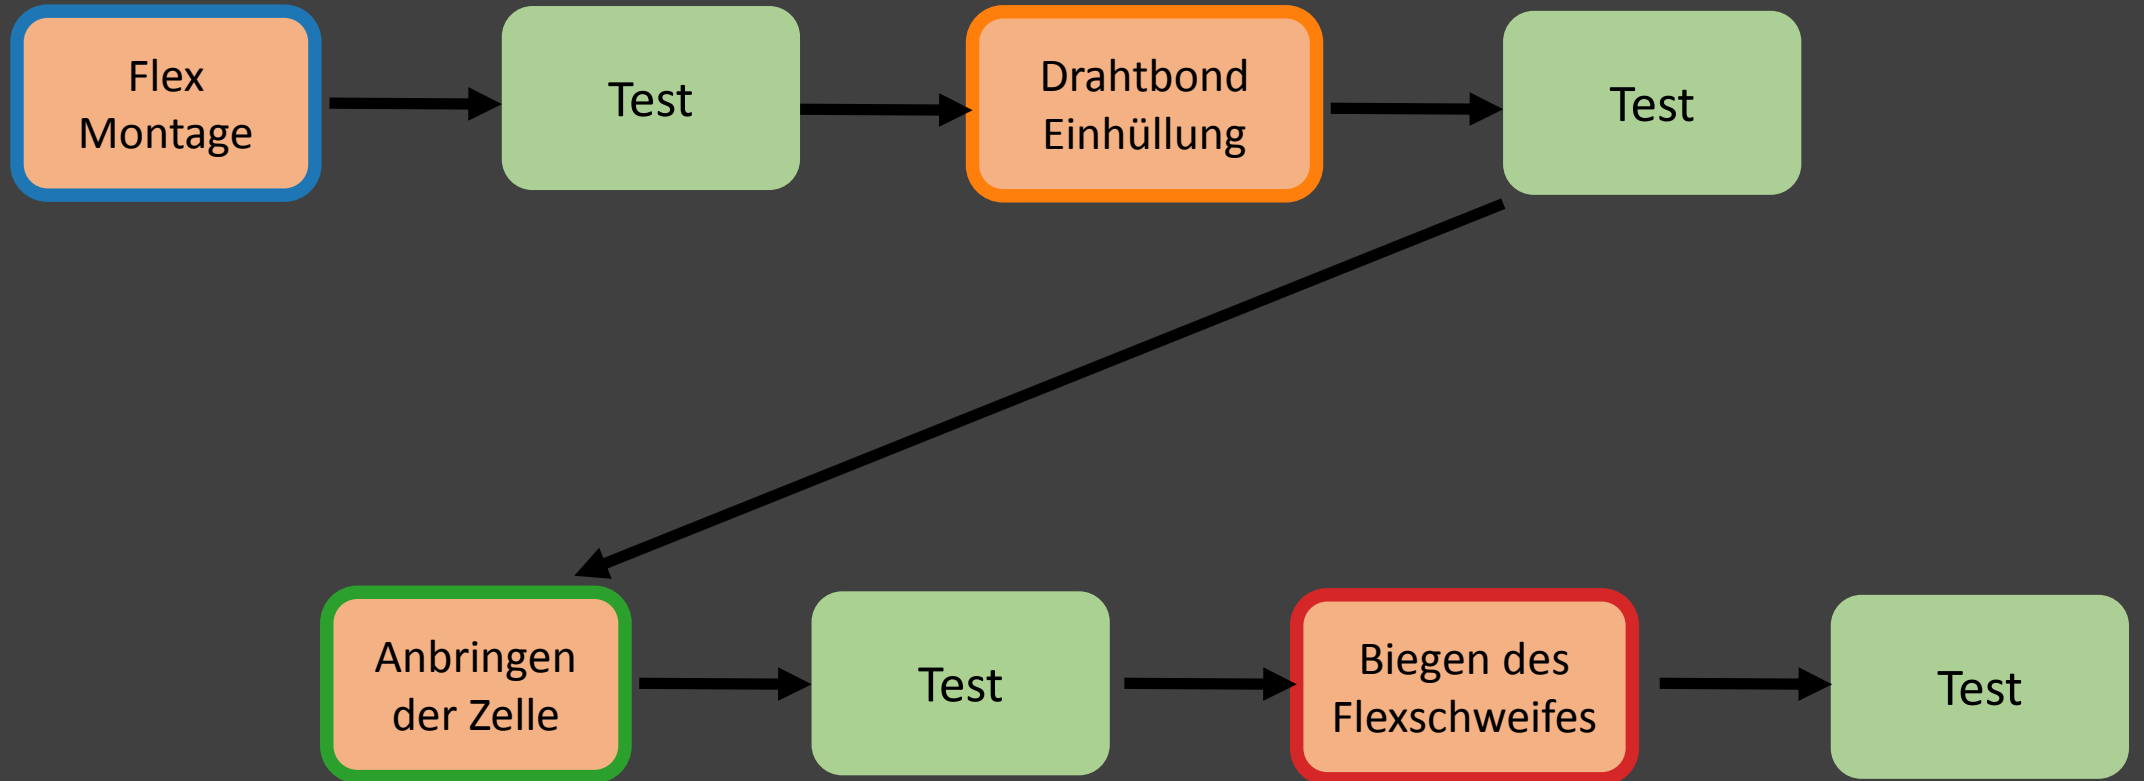 Flex
Montage
Test
Drahtbond
Einhüllung
Test
Anbringen
der Zelle
Test
Biegen des
Flexschweifes
Test